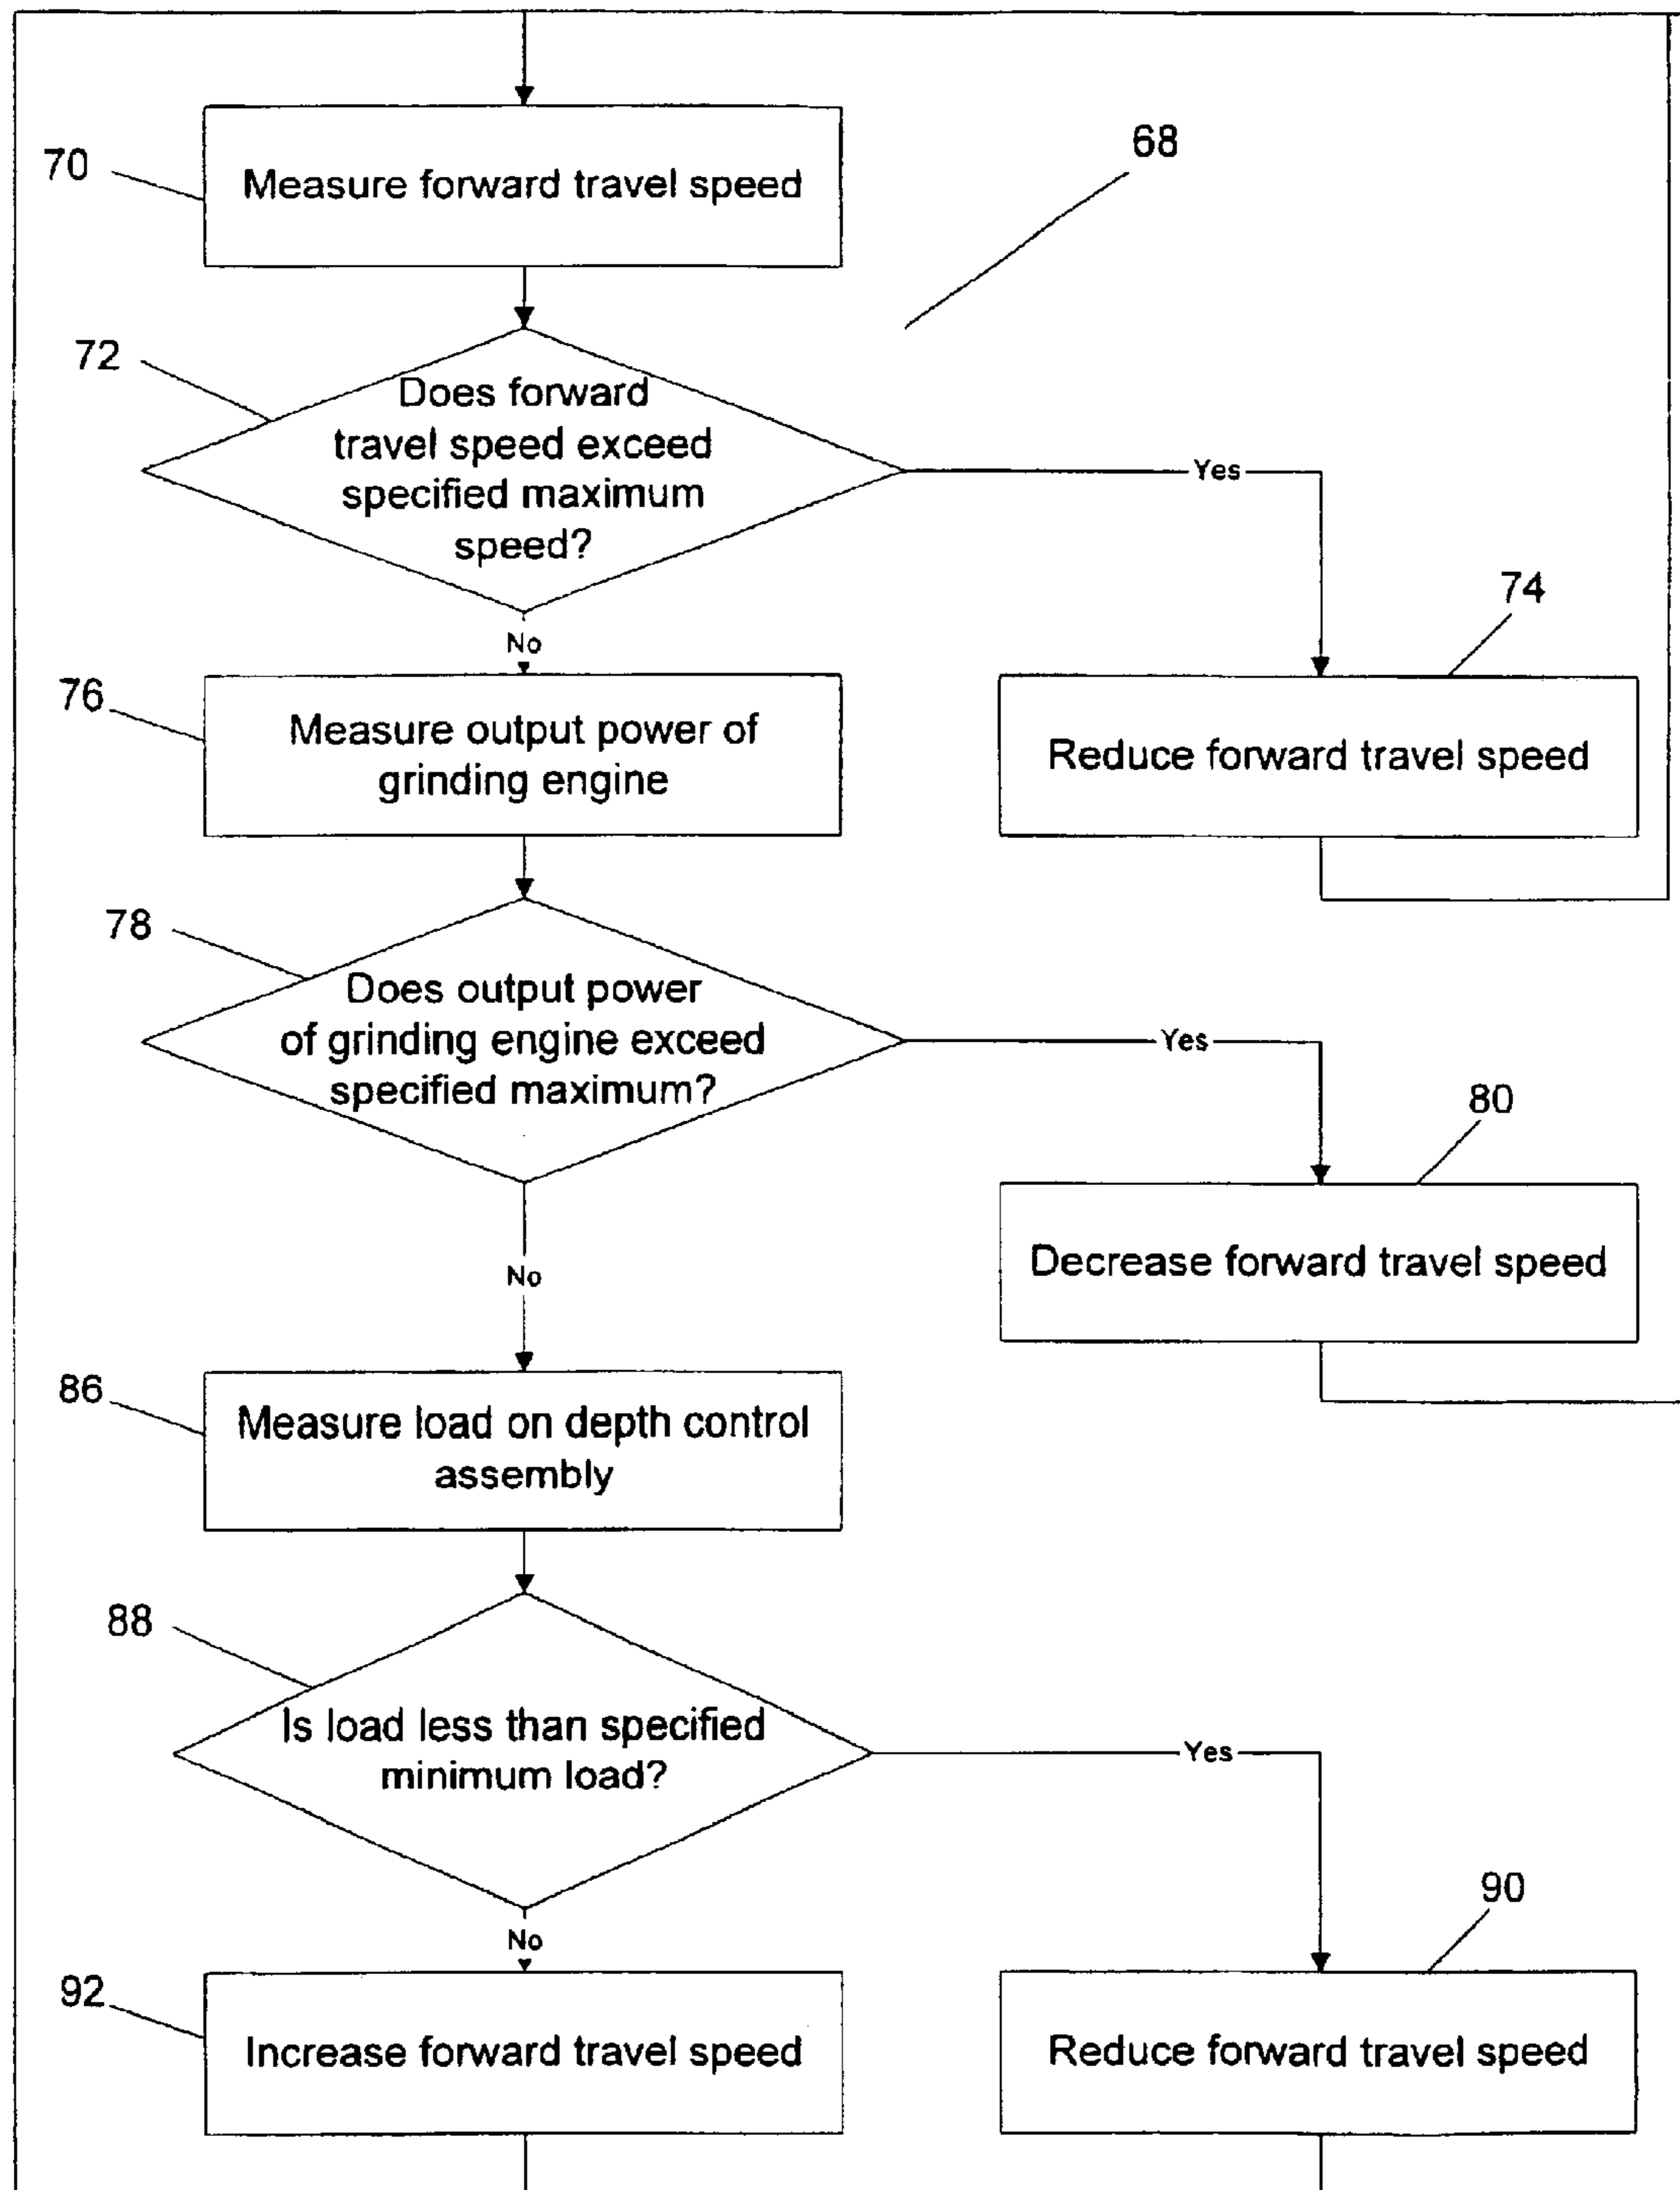 70
Measure forward travel speed
68
72
Does forward
travel speed exceed
specified maximum
speed?
Yes
No
74
Reduce forward travel speed
76
Measure output power of
grinding engine
78
Does output power
of grinding engine exceed
specified maximum?
Yes
No
80
Decrease forward travel speed
86
Measure load on depth control
assembly
88
Is load less than specified
minimum load?
Yes
No
90
Reduce forward travel speed
92
Increase forward travel speed